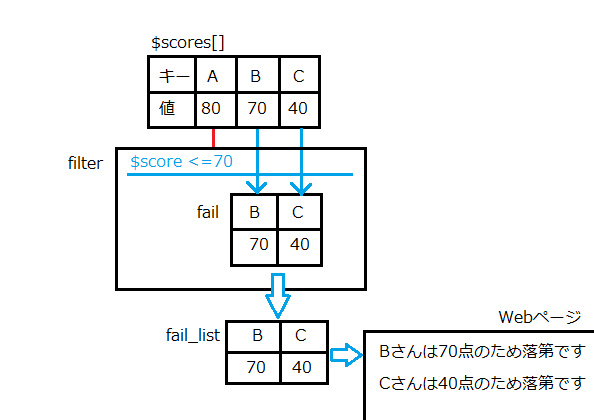 $scores[]
キー A B C
値 80 70 40
filter
$score <=70
fail
B C
70 40
fail_list
B C
70 40
Webページ
Bさんは70点のため落第です
Cさんは40点のため落第です